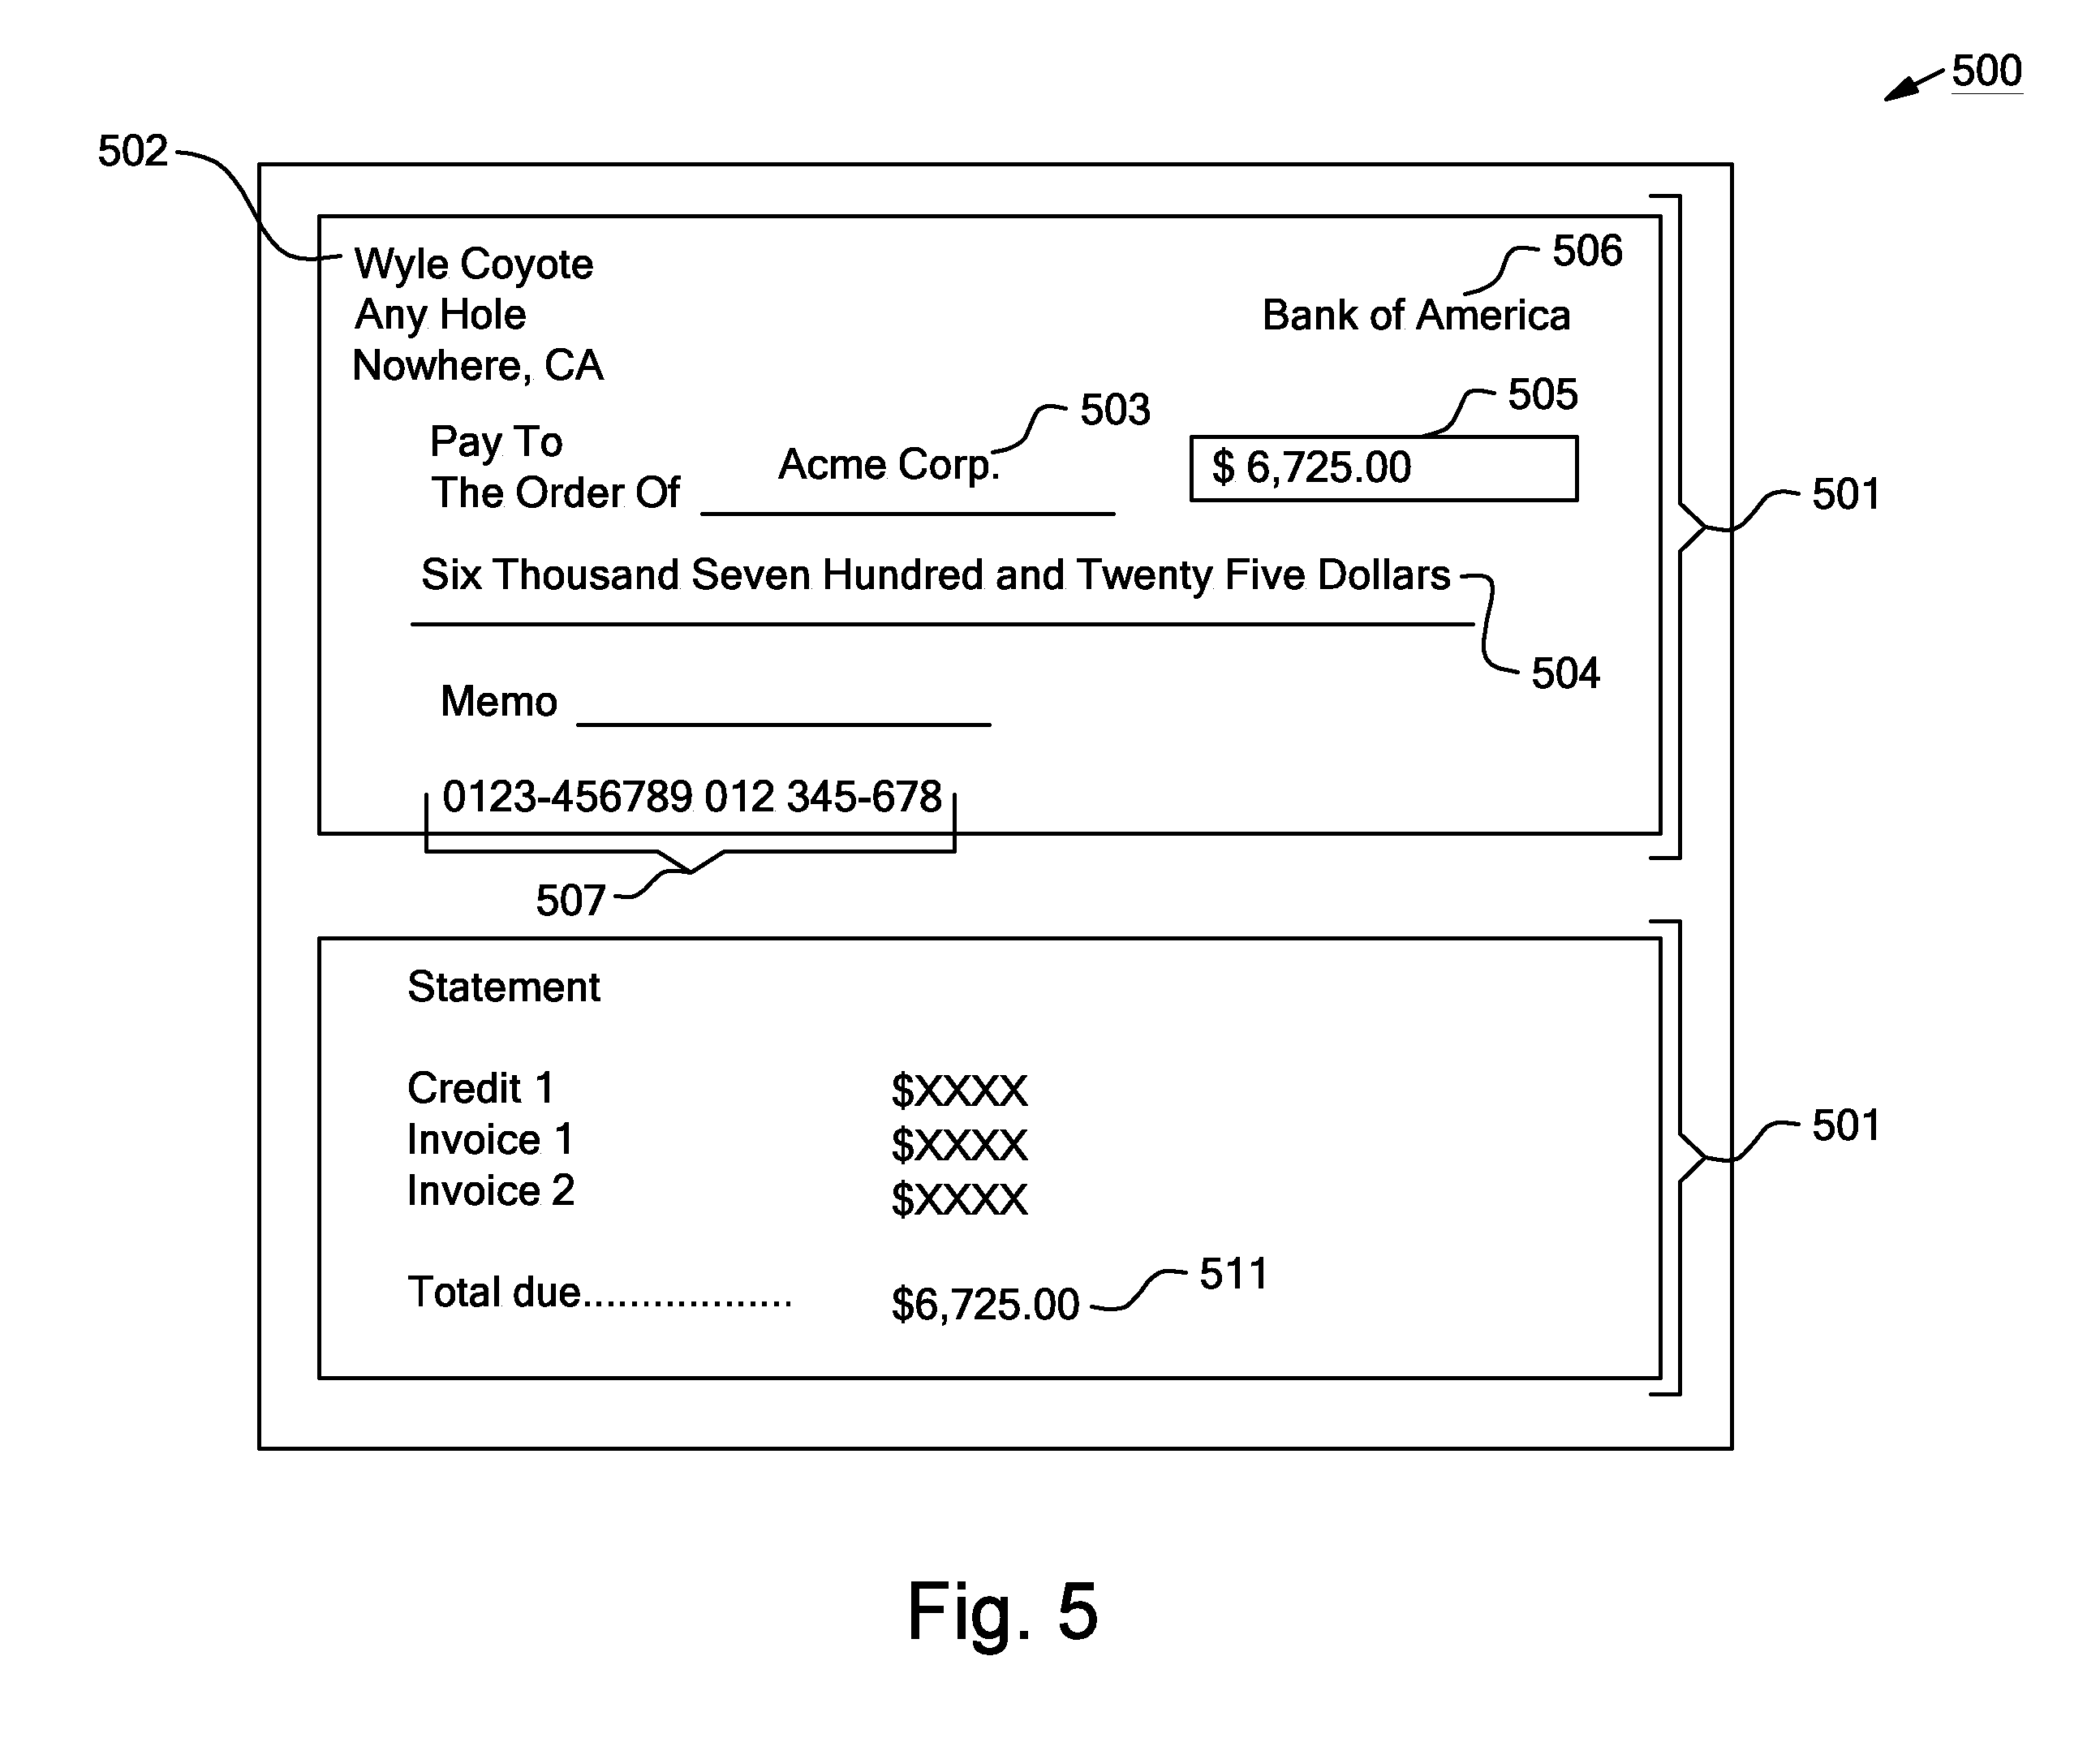 500
502
Wyle Coyote
506
Any Hole
Bank of America
Nowhere, CA
505
503
Pay To
The Order Of
Acme Corp.
$ 6,725.00
501
Six Thousand Seven Hundred and Twenty Five Dollars
504
Memo
0123-456789 012 345-678
507
Statement
Credit 1 $XXXX
Invoice 1 $XXXX
501
Invoice 2 $XXXX
511
Total due.................. $6,725.00
Fig. 5